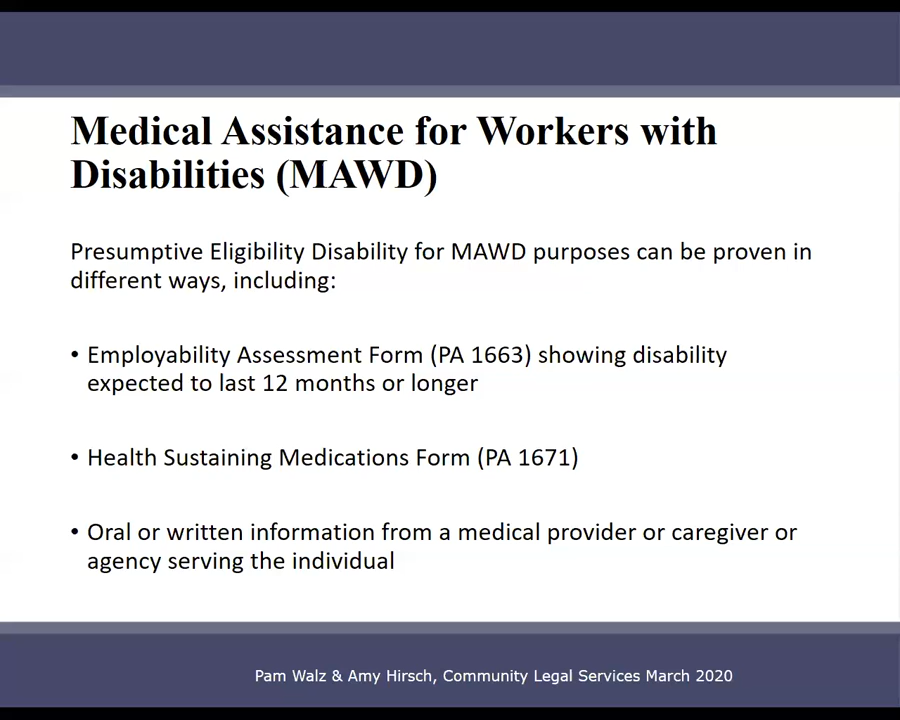 Medical Assistance for Workers with
Disabilities (MAWD)
Presumptive Eligibility Disability for MAWD purposes can be proven in
different ways, including:
• Employability Assessment Form (PA 1663) showing disability
expected to last 12 months or longer
• Health Sustaining Medications Form (PA 1671)
• Oral or written information from a medical provider or caregiver or
agency serving the individual
Pam Walz & Amy Hirsch, Community Legal Services March 2020